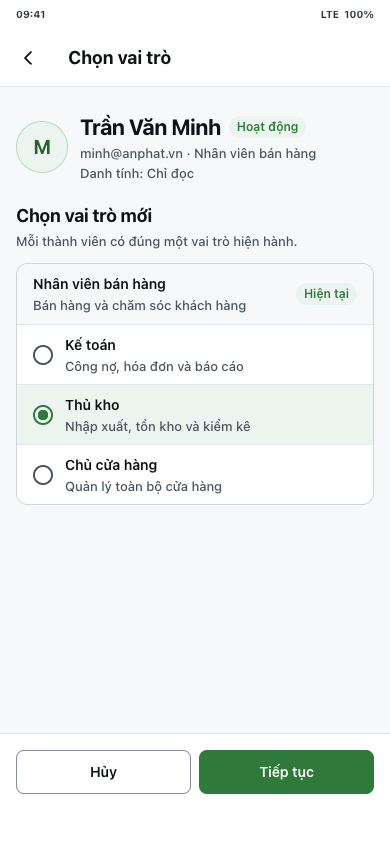 09:41
LTE 100%
Chọn vai trò
M
Trần Văn Minh
Hoạt động
minh@anphat.vn · Nhân viên bán hàng
Danh tính: Chỉ đọc
Chọn vai trò mới
Mỗi thành viên có đúng một vai trò hiện hành.
Nhân viên bán hàng
Bán hàng và chăm sóc khách hàng
Hiện tại
Kế toán
Công nợ, hóa đơn và báo cáo
Thủ kho
Nhập xuất, tồn kho và kiểm kê
Chủ cửa hàng
Quản lý toàn bộ cửa hàng
Hủy
Tiếp tục